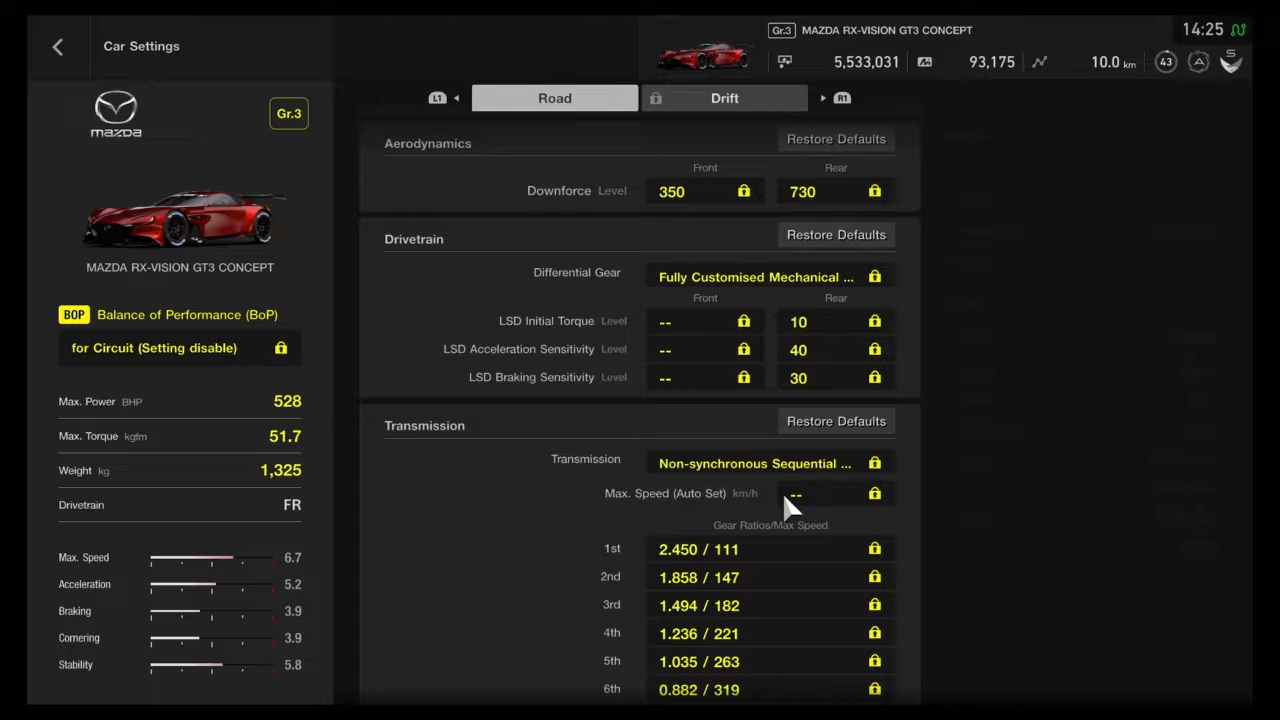 Car Settings
Gr.3 MAZDA RX-VISION GT3 CONCEPT
14:25
5,533,031 93,175 10.0 km 43 S
L1 Road Drift R1
mazda
Gr.3
MAZDA RX-VISION GT3 CONCEPT
BOP Balance of Performance (BoP)
for Circuit (Setting disable)
Max. Power BHP 528
Max. Torque kgfm 51.7
Weight kg 1,325
Drivetrain FR
Max. Speed 6.7
Acceleration 5.2
Braking 3.9
Cornering 3.9
Stability 5.8
Aerodynamics Restore Defaults
Front Rear
Downforce Level 350 730
Drivetrain Restore Defaults
Differential Gear Fully Customised Mechanical ...
Front Rear
LSD Initial Torque Level -- 10
LSD Acceleration Sensitivity Level -- 40
LSD Braking Sensitivity Level -- 30
Transmission Restore Defaults
Transmission Non-synchronous Sequential ...
Max. Speed (Auto Set) km/h --
Gear Ratios/Max Speed
1st 2.450 / 111
2nd 1.858 / 147
3rd 1.494 / 182
4th 1.236 / 221
5th 1.035 / 263
6th 0.882 / 319